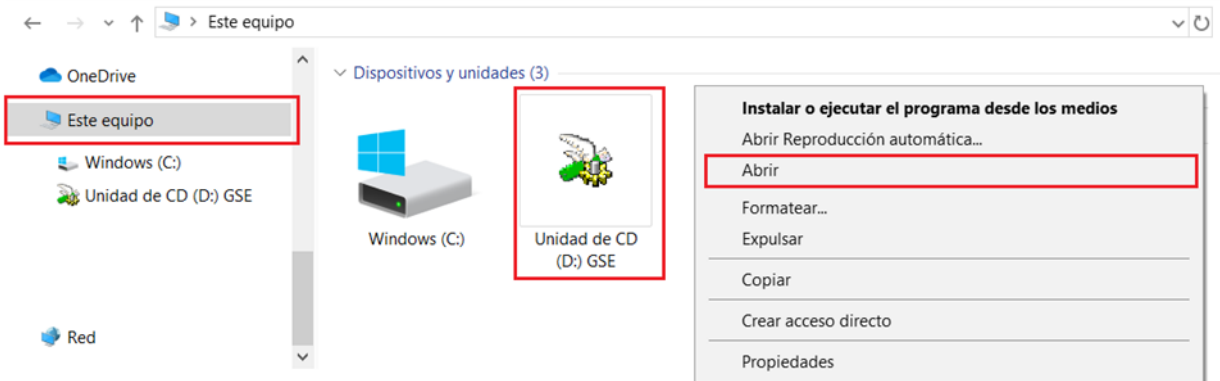 Este equipo
OneDrive
Este equipo
Windows (C:)
Unidad de CD (D:) GSE
Red
Dispositivos y unidades (3)
Windows (C:)
Unidad de CD
(D:) GSE
Instalar o ejecutar el programa desde los medios
Abrir Reproducción automática...
Abrir
Formatear...
Expulsar
Copiar
Crear acceso directo
Propiedades